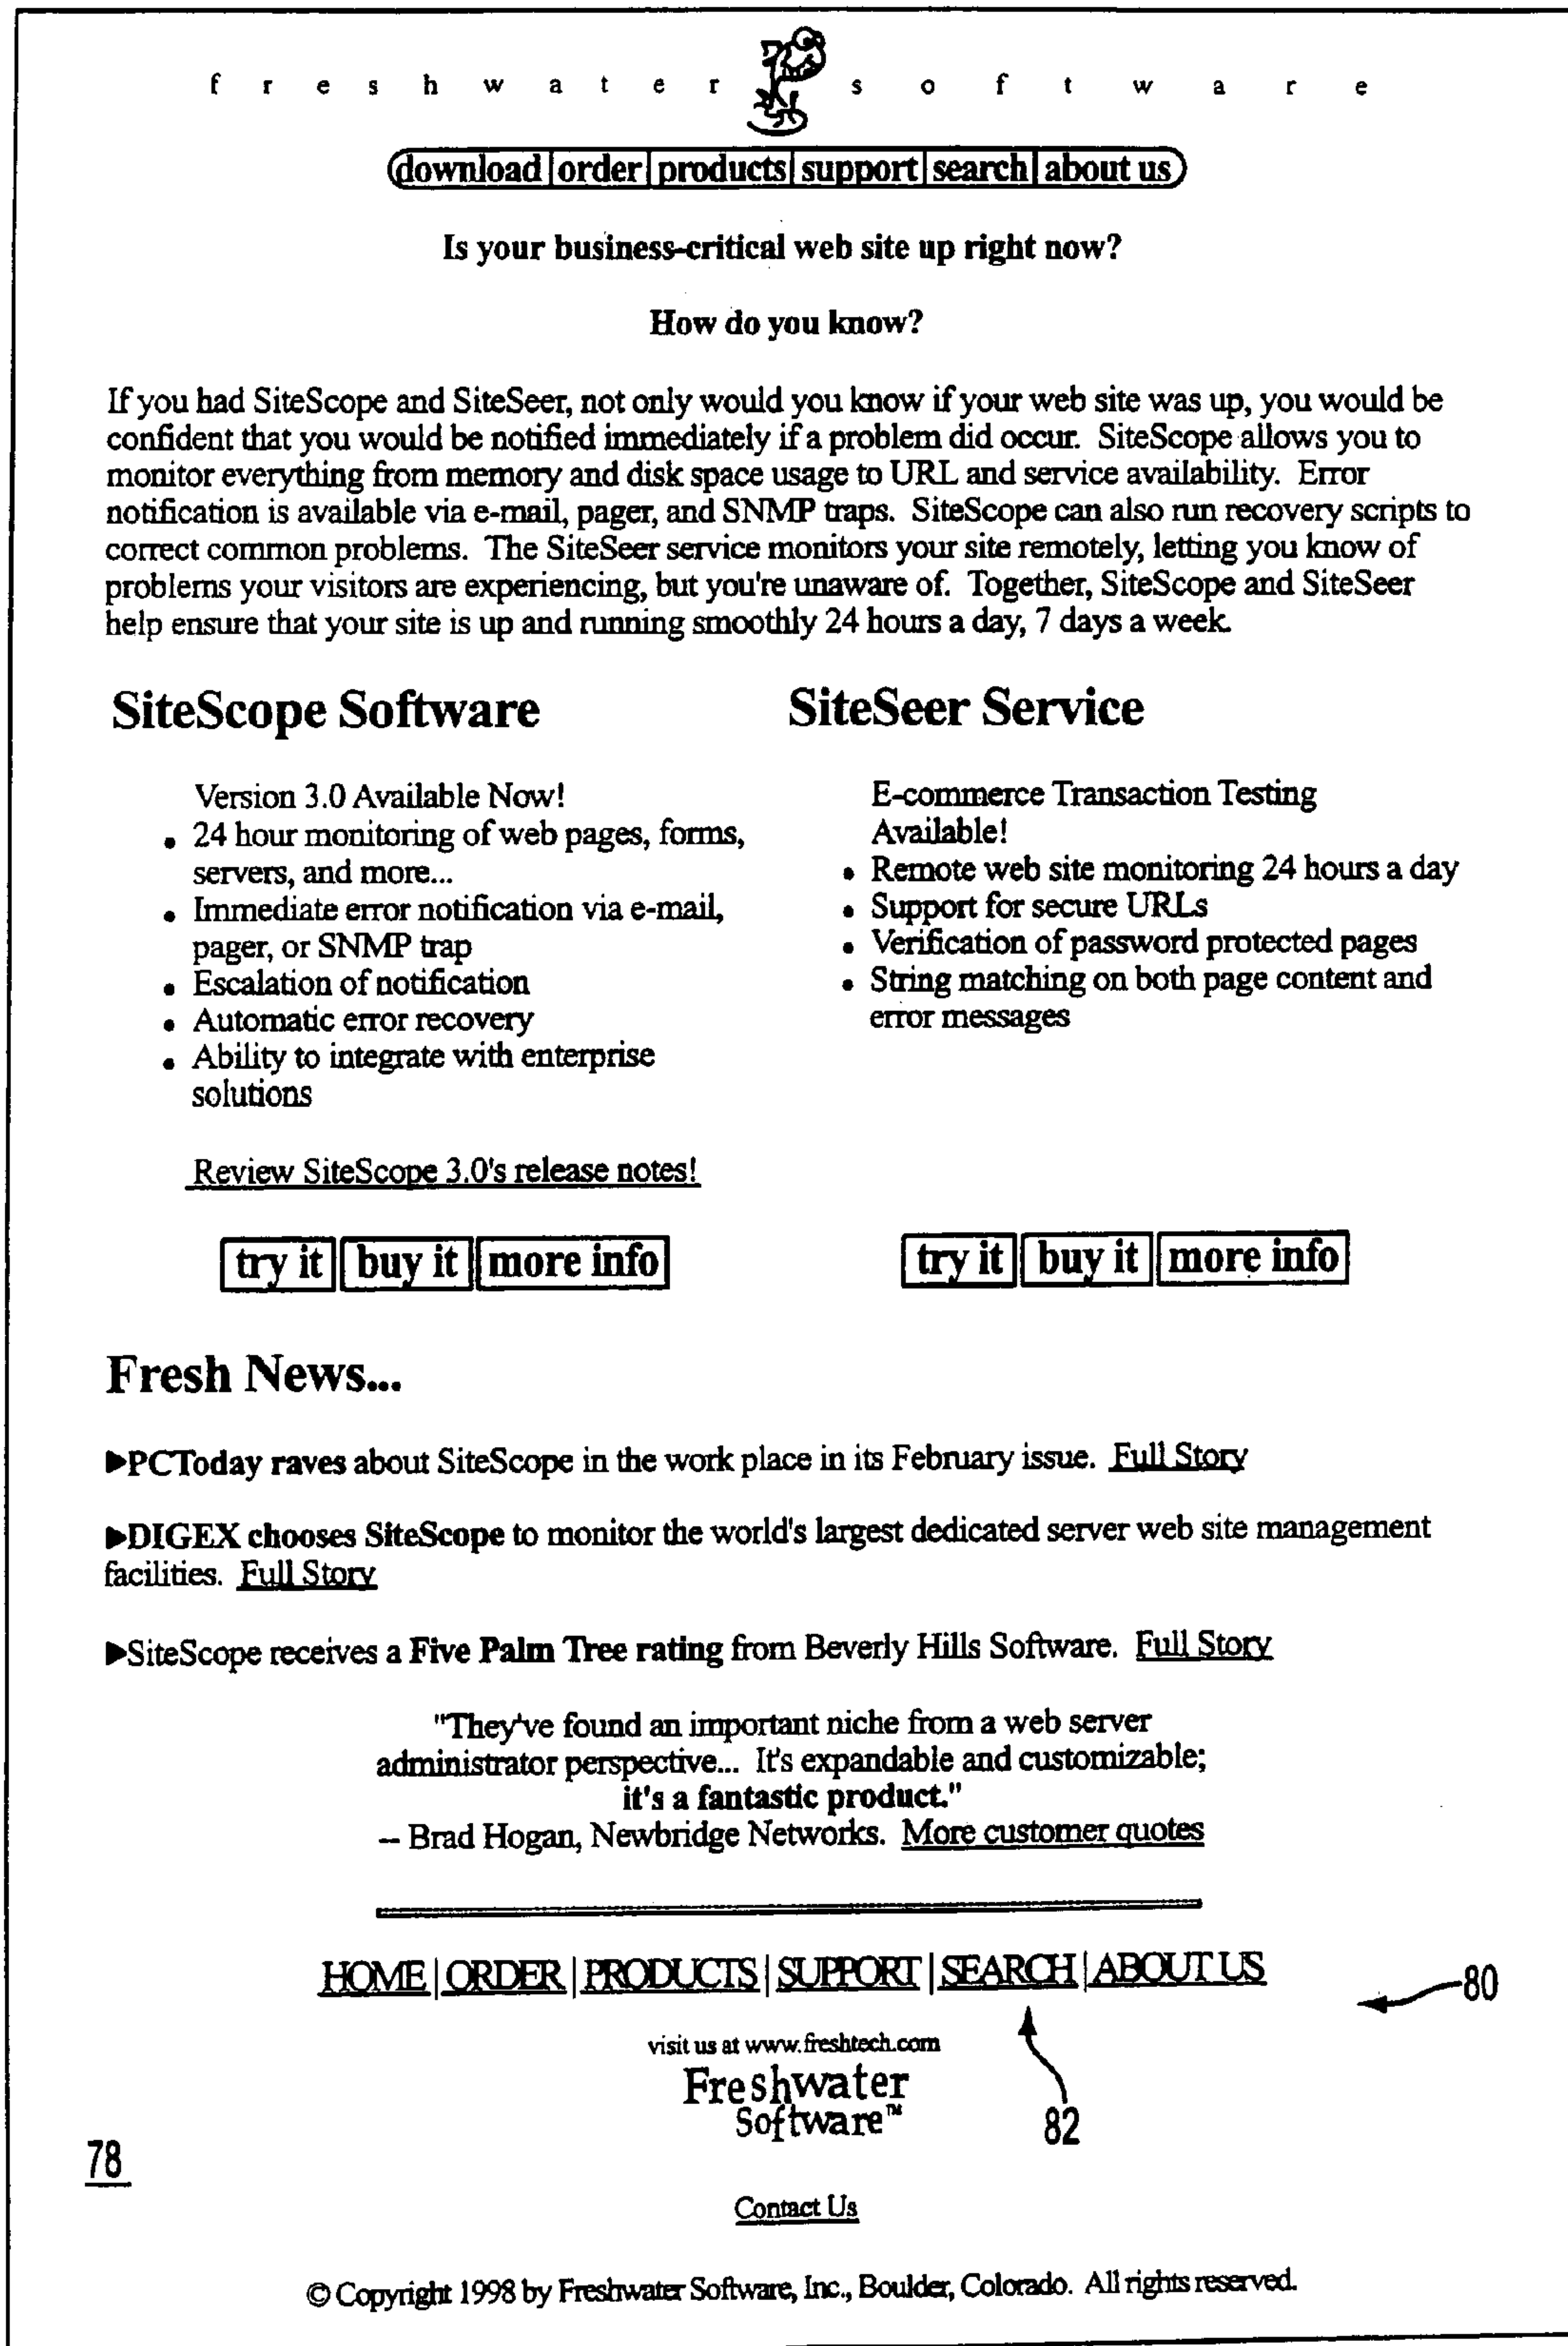 freshwater software
download order products support search about us
Is your business-critical web site up right now?
How do you know?
If you had SiteScope and SiteSeer, not only would you know if your web site was up, you would be
confident that you would be notified immediately if a problem did occur. SiteScope allows you to
monitor everything from memory and disk space usage to URL and service availability. Error
notification is available via e-mail, pager, and SNMP traps. SiteScope can also run recovery scripts to
correct common problems. The SiteSeer service monitors your site remotely, letting you know of
problems your visitors are experiencing, but you're unaware of. Together, SiteScope and SiteSeer
help ensure that your site is up and running smoothly 24 hours a day, 7 days a week.
SiteScope Software
Version 3.0 Available Now!
• 24 hour monitoring of web pages, forms,
servers, and more...
• Immediate error notification via e-mail,
pager, or SNMP trap
• Escalation of notification
• Automatic error recovery
• Ability to integrate with enterprise
solutions
Review SiteScope 3.0's release notes!
try it buy it more info
SiteSeer Service
E-commerce Transaction Testing
Available!
• Remote web site monitoring 24 hours a day
• Support for secure URLs
• Verification of password protected pages
• String matching on both page content and
error messages
try it buy it more info
Fresh News...
▶PCToday raves about SiteScope in the work place in its February issue. Full Story
▶DIGEX chooses SiteScope to monitor the world's largest dedicated server web site management
facilities. Full Story
▶SiteScope receives a Five Palm Tree rating from Beverly Hills Software. Full Story
"They've found an important niche from a web server
administrator perspective... It's expandable and customizable;
it's a fantastic product."
-- Brad Hogan, Newbridge Networks. More customer quotes
HOME|ORDER|PRODUCTS|SUPPORT|SEARCH|ABOUT US
80
visit us at www.freshtech.com
Freshwater
Software™
82
78
Contact Us
© Copyright 1998 by Freshwater Software, Inc., Boulder, Colorado. All rights reserved.